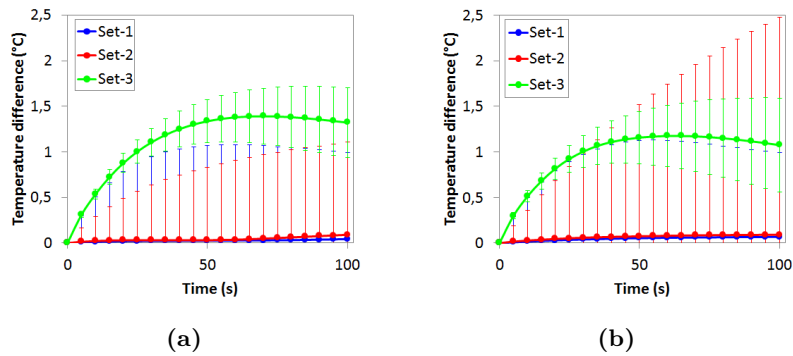 2,5
2
1,5
1
0,5
0
Temperature difference (°C)
Set-1
Set-2
Set-3
0
50
100
Time (s)
(a)
2,5
2
1,5
1
0,5
0
Temperature difference (°C)
Set-1
Set-2
Set-3
0
50
100
Time (s)
(b)